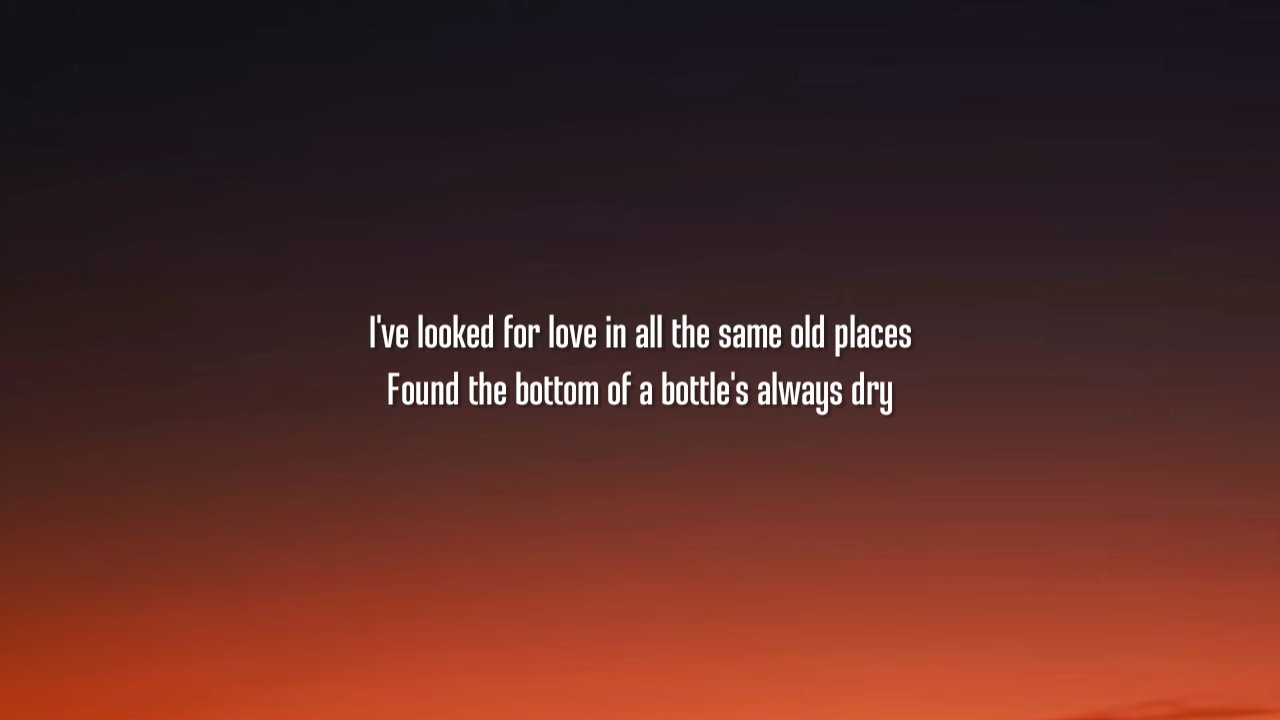 I've looked for love in all the same old places
Found the bottom of a bottle's always dry